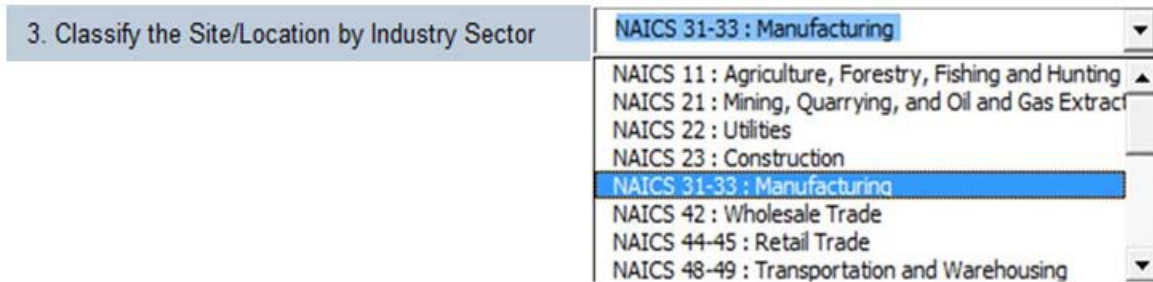 3. Classify the Site/Location by Industry Sector
NAICS 31-33 : Manufacturing
NAICS 11 : Agriculture, Forestry, Fishing and Hunting
NAICS 21 : Mining, Quarrying, and Oil and Gas Extract
NAICS 22 : Utilities
NAICS 23 : Construction
NAICS 31-33 : Manufacturing
NAICS 42 : Wholesale Trade
NAICS 44-45 : Retail Trade
NAICS 48-49 : Transportation and Warehousing